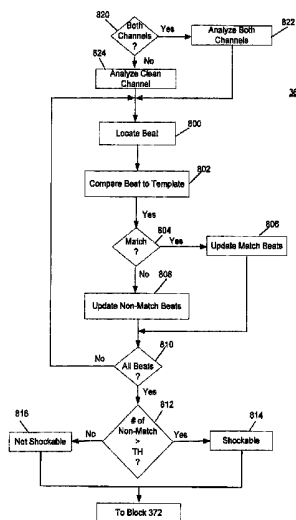 820
Both
Channels
?
Yes
Analyze Both
Channels
822
824
No
Analyze Clean
Channel
36
Locate Beat
800
Compare Beat to Template
802
Yes
804
Match
?
Yes
806
Update Match Beats
No
808
Update Non-Match Beats
810
No
All Beats
?
Yes
812
# of
Non-Match
>
TH
?
816
Not Shockable
No
Yes
814
Shockable
To Block 372